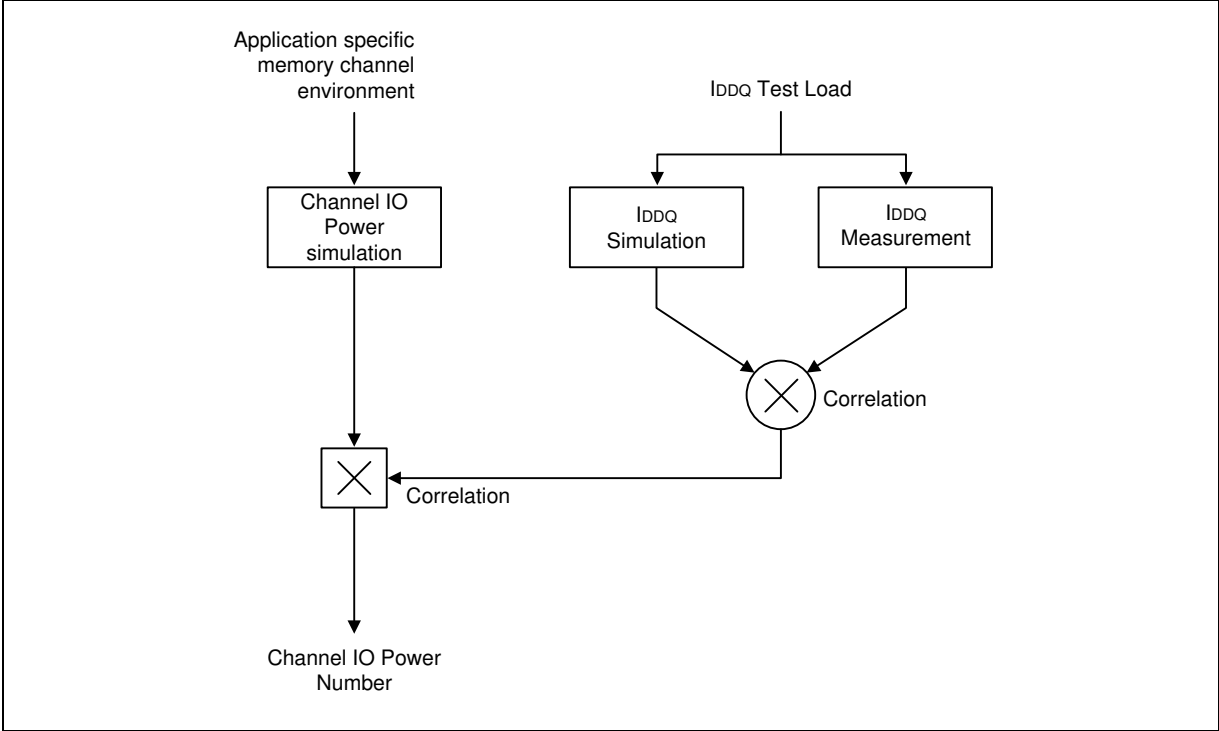 Application specific
memory channel
environment
IDDQ Test Load
Channel IO
Power
simulation
IDDQ
Simulation
IDDQ
Measurement
Correlation
Correlation
Channel IO Power
Number